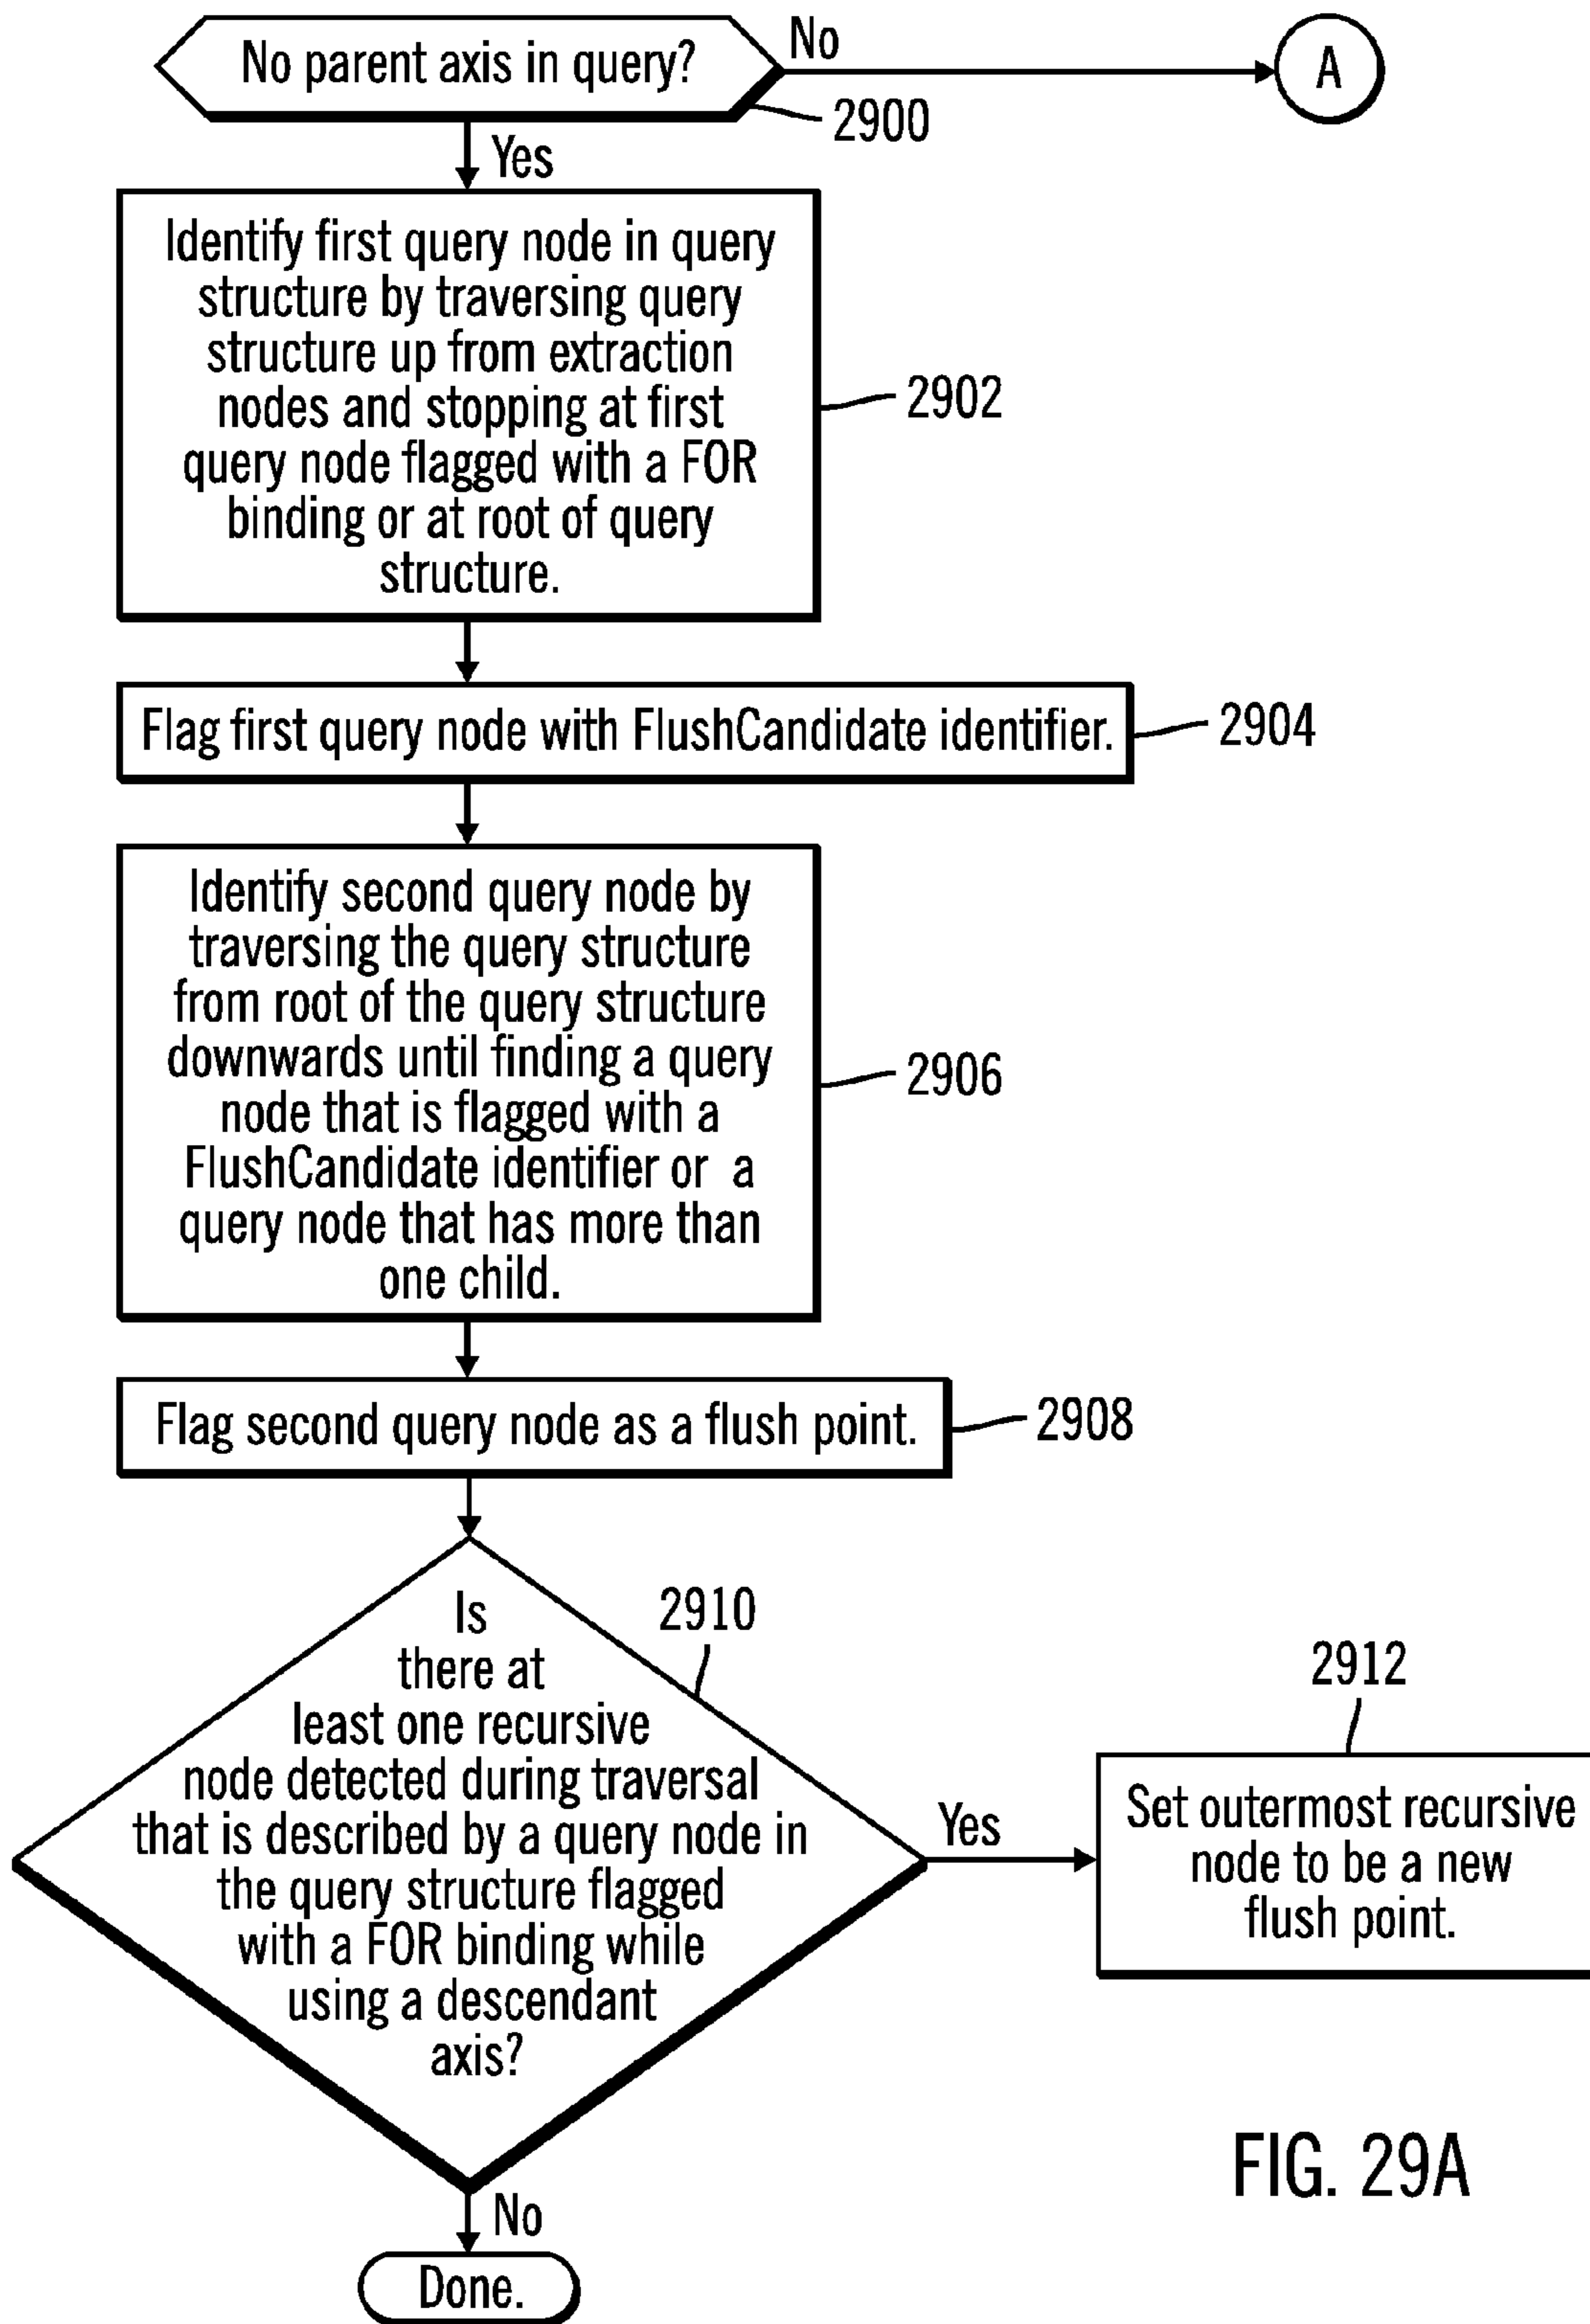 No parent axis in query?
No
A
2900
Yes
Identify first query node in query
structure by traversing query
structure up from extraction
nodes and stopping at first
query node flagged with a FOR
binding or at root of query
structure.
2902
Flag first query node with FlushCandidate identifier.
2904
Identify second query node by
traversing the query structure
from root of the query structure
downwards until finding a query
node that is flagged with a
FlushCandidate identifier or a
query node that has more than
one child.
2906
Flag second query node as a flush point.
2908
Is
there at
least one recursive
node detected during traversal
that is described by a query node in
the query structure flagged
with a FOR binding while
using a descendant
axis?
2910
Yes
2912
Set outermost recursive
node to be a new
flush point.
No
Done.
FIG. 29A